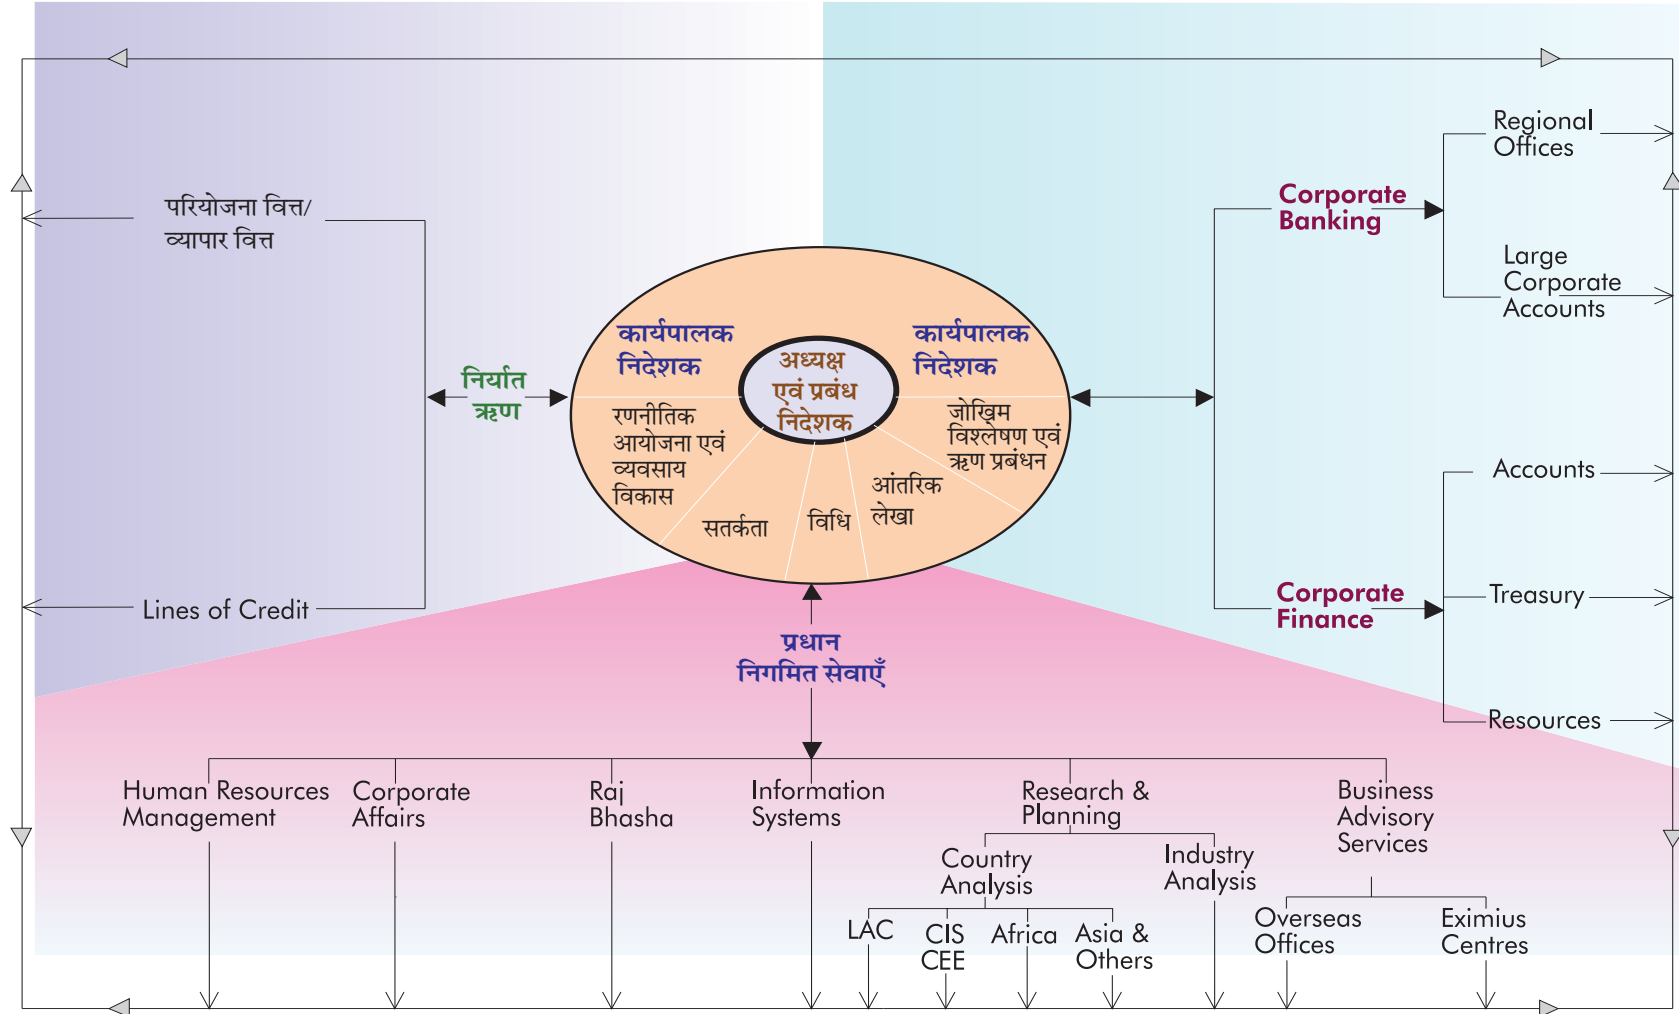 Regional
Offices
परियोजना वित्त/
व्यापार वित्त
Corporate
Banking
Large
Corporate
Accounts
कार्यपालक
निदेशक
अध्यक्ष
एवं प्रबंध
निदेशक
कार्यपालक
निदेशक
निर्यात
ऋण
रणनीतिक
आयोजना एवं
व्यवसाय
विकास
सतर्कता
विधि
आंतरिक
लेखा
जोखिम
विश्लेषण एवं
ऋण प्रबंधन
Accounts
Lines of Credit
Corporate
Finance
Treasury
प्रधान
निगमित सेवाएँ
Resources
Human Resources
Management
Corporate
Affairs
Raj
Bhasha
Information
Systems
Research &
Planning
Business
Advisory
Services
Country
Analysis
Industry
Analysis
LAC
CIS
CEE
Africa
Asia &
Others
Overseas
Offices
Eximius
Centres